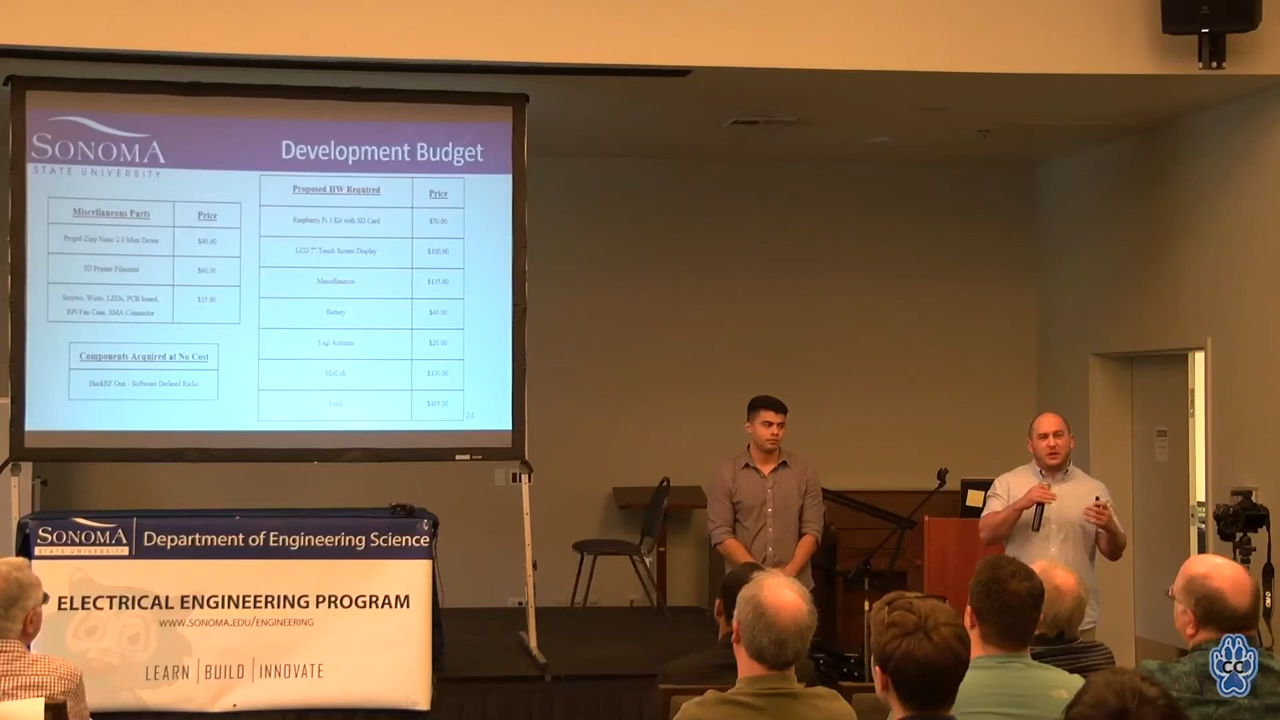 SONOMA
STATE UNIVERSITY
Development Budget
Miscellaneous Parts Price
Propel Zipp Nano 2.0 Mini Drone $40.00
3D Printer Filament $60.00
Screws, Wires, LEDs, PCB board, $35.00
RPi Fan Case, SMA Connector
Components Acquired at No Cost
HackRF One - Software Defined Radio
Proposed HW Required Price
Raspberry Pi 3 Kit with SD Card $70.00
LCD 7" Touch Screen Display $100.00
Miscellaneous $135.00
Battery $40.00
Yagi Antenna $20.00
MatLab $100.00
Total $465.00
24
SONOMA
STATE UNIVERSITY
Department of Engineering Science
ELECTRICAL ENGINEERING PROGRAM
WWW.SONOMA.EDU/ENGINEERING
LEARN | BUILD | INNOVATE
CC